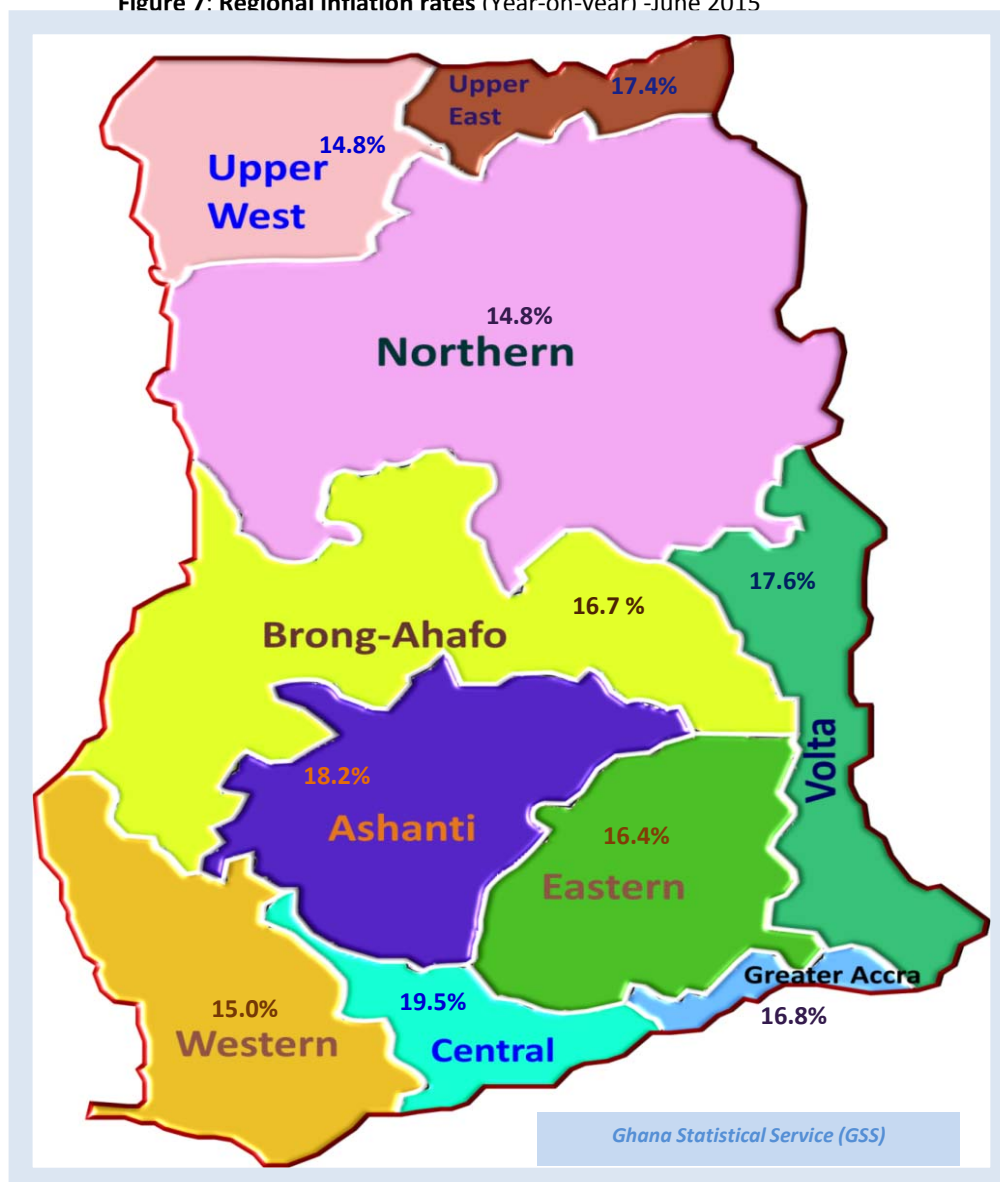 Figure 7: Regional Inflation rates (Year-on-year) -June 2015
Upper
East
17.4%
14.8%
Upper
West
14.8%
Northern
17.6%
16.7 %
Brong-Ahafo
Volta
18.2%
Ashanti
16.4%
Eastern
Greater Accra
16.8%
15.0%
Western
19.5%
Central
Ghana Statistical Service (GSS)